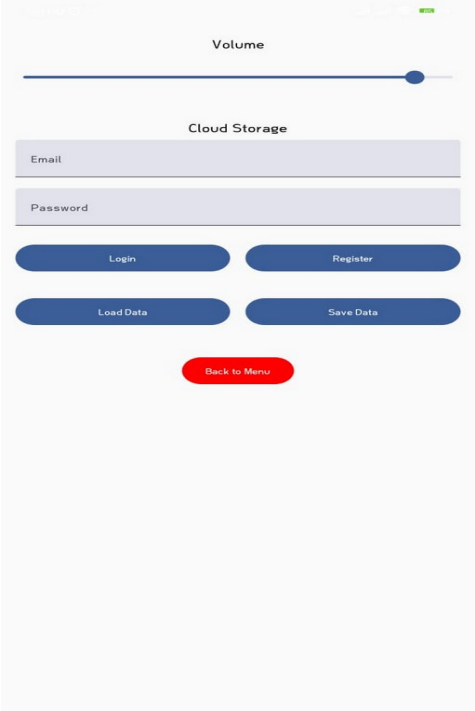 Volume
Cloud Storage
Email
Password
Login
Register
Load Data
Save Data
Back to Menu